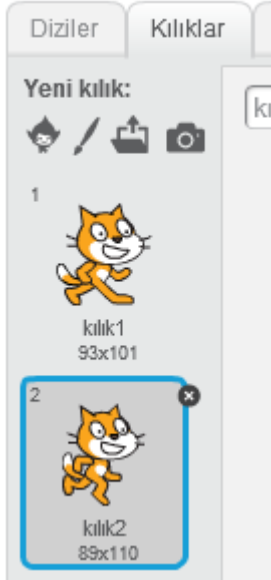 Diziler
Kılıklar
Yeni kılık:
1
kılık1
93x101
2
kılık2
89x110